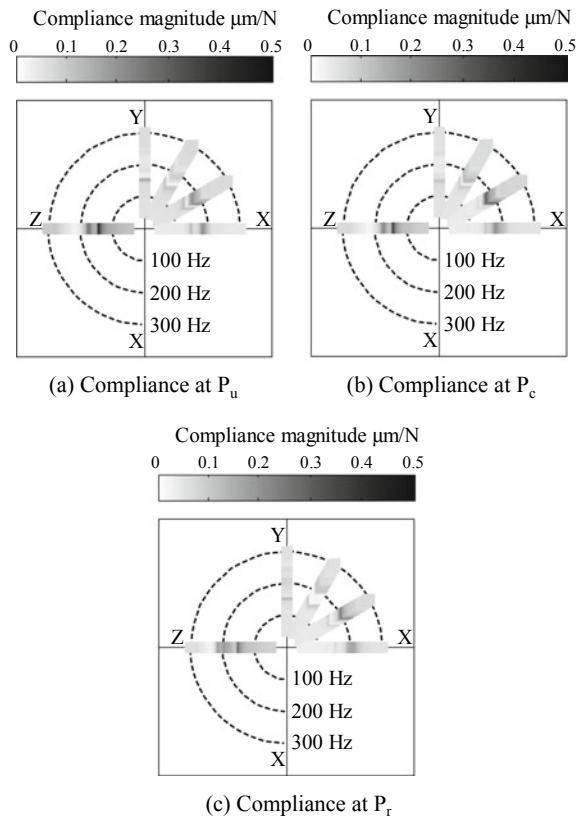 Compliance magnitude μm/N
0 0.1 0.2 0.3 0.4 0.5
Y
Z X
100 Hz
200 Hz
300 Hz
X
(a) Compliance at Pu
Compliance magnitude μm/N
0 0.1 0.2 0.3 0.4 0.5
Y
Z X
100 Hz
200 Hz
300 Hz
X
(b) Compliance at Pc
Compliance magnitude μm/N
0 0.1 0.2 0.3 0.4 0.5
Y
Z X
100 Hz
200 Hz
300 Hz
X
(c) Compliance at Pr